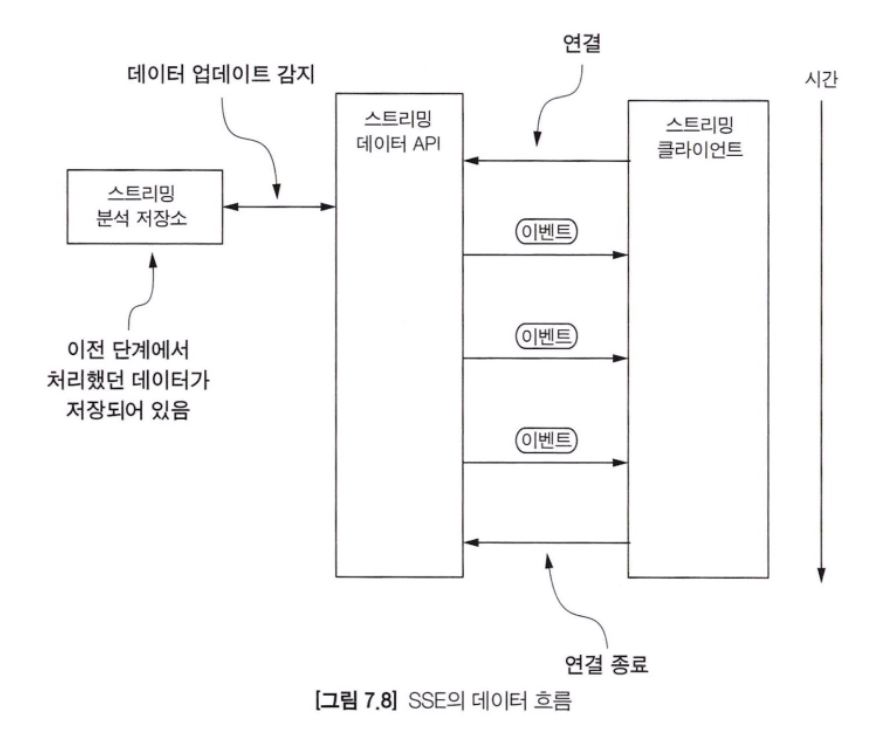 연결
데이터 업데이트 감지
시간
스트리밍
데이터 API
스트리밍
클라이언트
스트리밍
분석 저장소
이벤트
이전 단계에서
처리했던 데이터가
저장되어 있음
이벤트
이벤트
연결 종료
[그림 7.8] SSE의 데이터 흐름